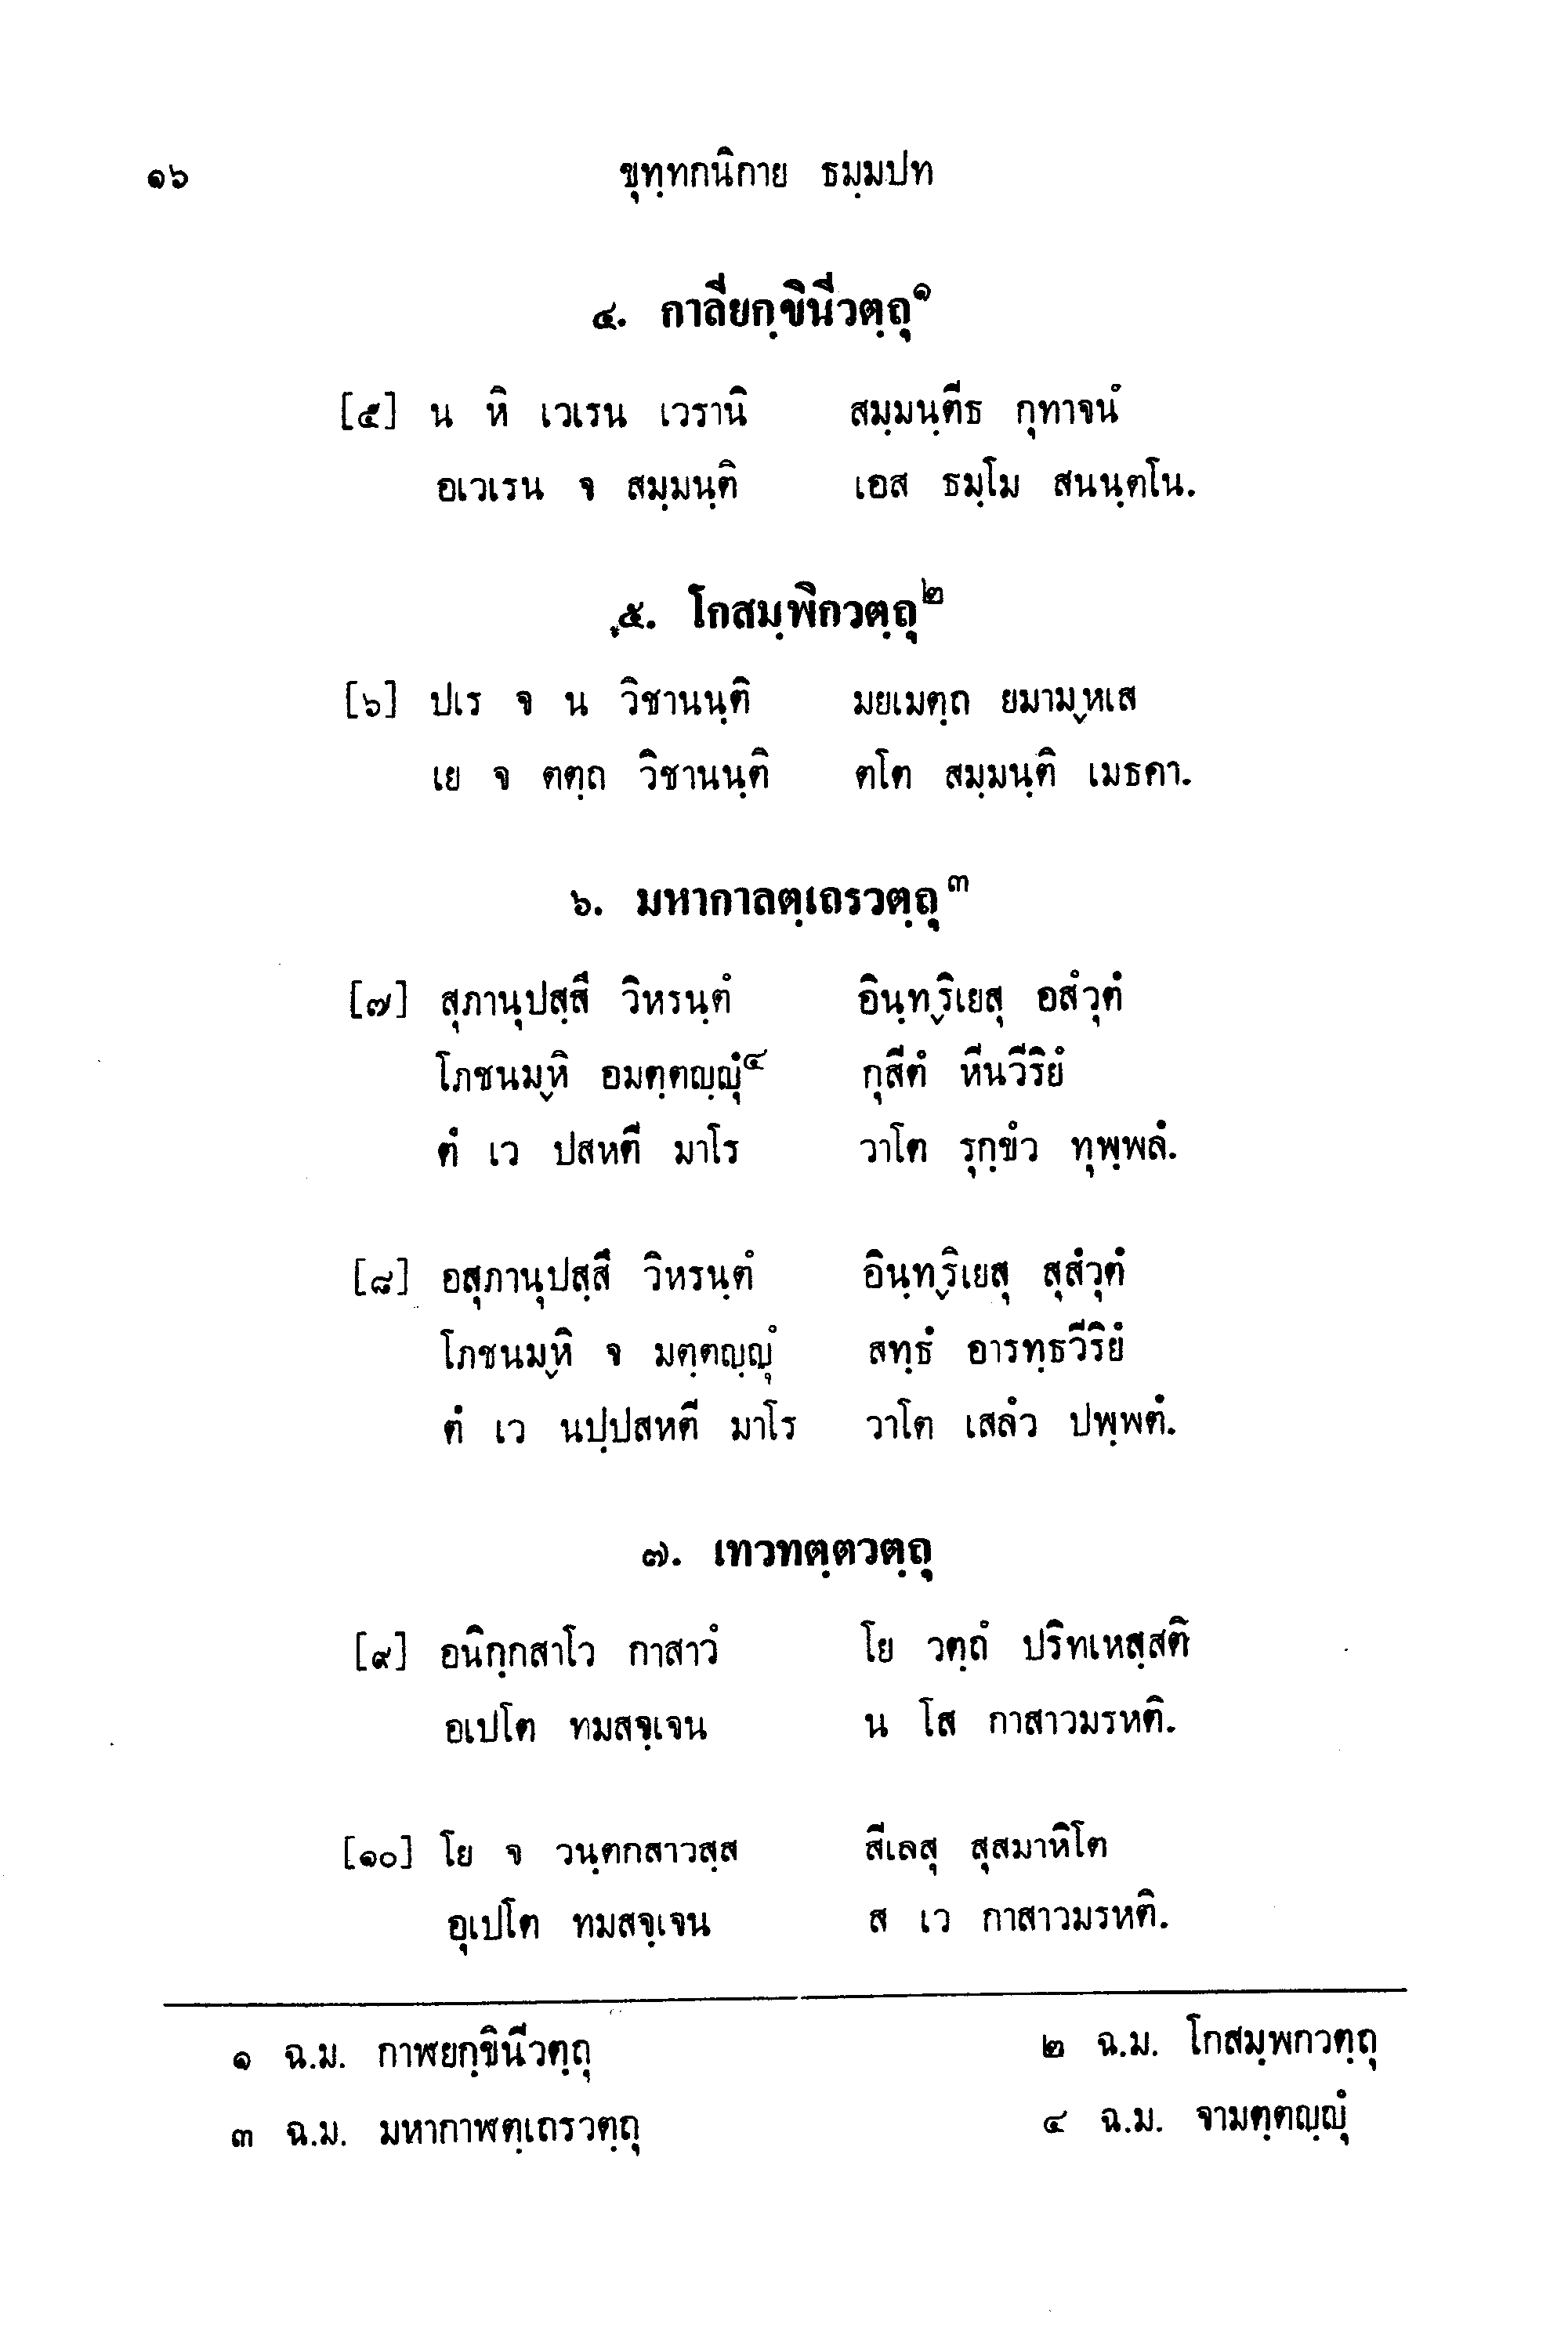 ๑๖ ขุทฺทกนิกาย ธมฺมปท
๔. กาลียกฺขินีวตฺถุ๑
[๕] น หิ เวเรน เวรานิ สมฺมนฺตีธ กุทาจนํ
อเวเรน จ สมฺมนฺติ เอส ธมฺโม สนนฺตโน.
๕. โกสมฺพิกวตฺถุ๒
[๖] ปเร จ น วิชานนฺติ มยเมตฺถ ยมามฺหเส
เย จ ตตฺถ วิชานนฺติ ตโต สมฺมนฺติ เมธคา.
๖. มหากาลตฺเถรวตฺถุ๓
[๗] สุภานุปสฺสึ วิหรนฺตํ อินฺทฺริเยสุ อสํวุตํ
โภชนมฺหิ อมตฺตญฺญุํ๔ กุสีตํ หีนวีริยํ
ตํ เว ปสหตี มาโร วาโต รุกฺขํว ทุพฺพลํ.
[๘] อสุภานุปสฺสึ วิหรนฺตํ อินฺทฺริเยสุ สุสํวุตํ
โภชนมฺหิ จ มตฺตญฺญุํ สทฺธํ อารทฺธวีริยํ
ตํ เว นปฺปสหตี มาโร วาโต เสลํว ปพฺพตํ.
๗. เทวทตฺตวตฺถุ
[๙] อนิกฺกสาโว กาสาวํ โย วตฺถํ ปริทเหสฺสติ
อเปโต ทมสจฺเจน น โส กาสาวมรหติ.
[๑๐] โย จ วนฺตกสาวสฺส สีเลสุ สุสมาหิโต
อุเปโต ทมสจฺเจน ส เว กาสาวมรหติ.
๑ ฉ.ม. กาฬยกฺขินีวตฺถุ ๒ ฉ.ม. โกสมฺพกวตฺถุ
๓ ฉ.ม. มหากาฬตฺเถรวตฺถุ ๔ ฉ.ม. จามตฺตญฺญุํ